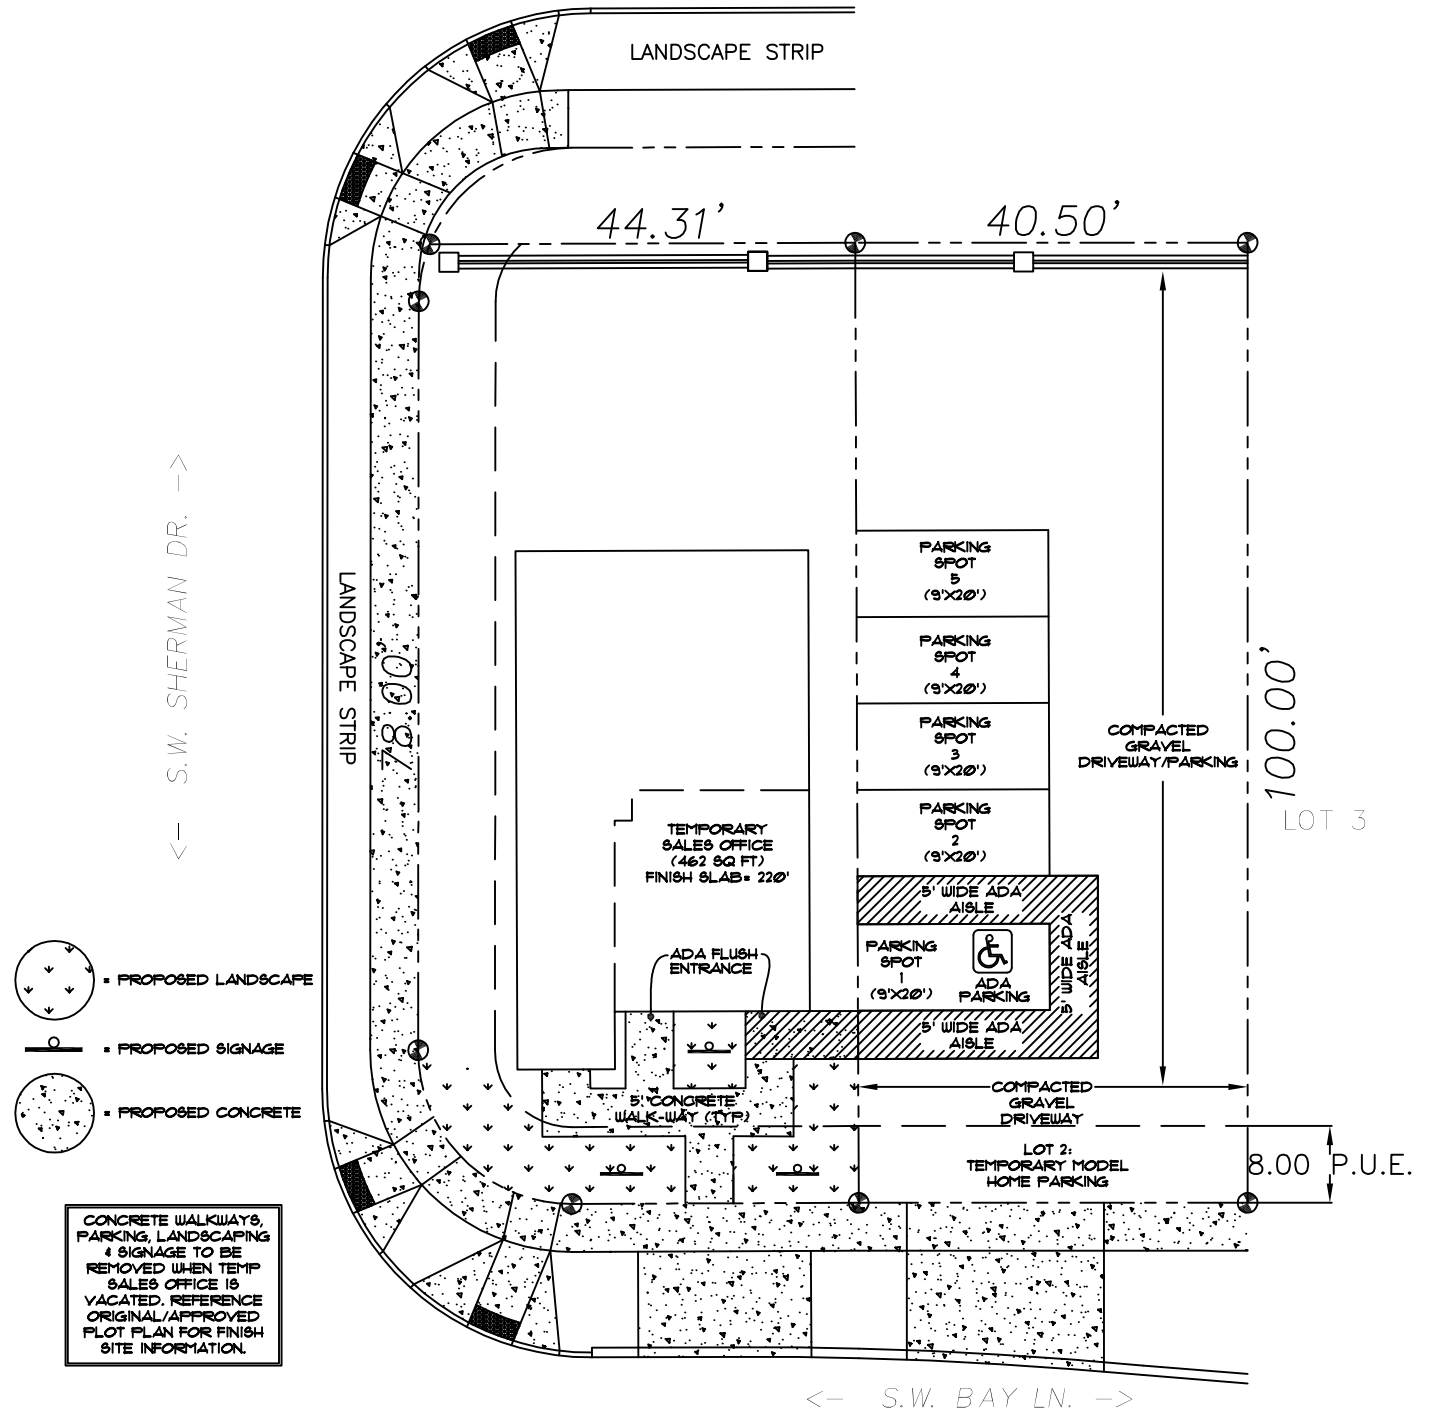 LANDSCAPE STRIP
44.31'
40.50'
<- S.W. SHERMAN DR. ->
LANDSCAPE STRIP
78.00'
PARKING
SPOT
5
(9'X20')
PARKING
SPOT
4
(9'X20')
PARKING
SPOT
3
(9'X20')
PARKING
SPOT
2
(9'X20')
COMPACTED
GRAVEL
DRIVEWAY/PARKING
100.00'
LOT 3
TEMPORARY
SALES OFFICE
(462 SQ FT)
FINISH SLAB= 220'
5' WIDE ADA
AISLE
ADA FLUSH
ENTRANCE
PARKING
SPOT
1
(9'X20')
ADA
PARKING
5' WIDE ADA
AISLE
5' WIDE ADA
AISLE
= PROPOSED LANDSCAPE
= PROPOSED SIGNAGE
= PROPOSED CONCRETE
5' CONCRETE
WALK-WAY (TYP.)
COMPACTED
GRAVEL
DRIVEWAY
LOT 2:
TEMPORARY MODEL
HOME PARKING
8.00 P.U.E.
CONCRETE WALKWAYS,
PARKING, LANDSCAPING
& SIGNAGE TO BE
REMOVED WHEN TEMP
SALES OFFICE IS
VACATED. REFERENCE
ORIGINAL/APPROVED
PLOT PLAN FOR FINISH
SITE INFORMATION.
<- S.W. BAY LN. ->